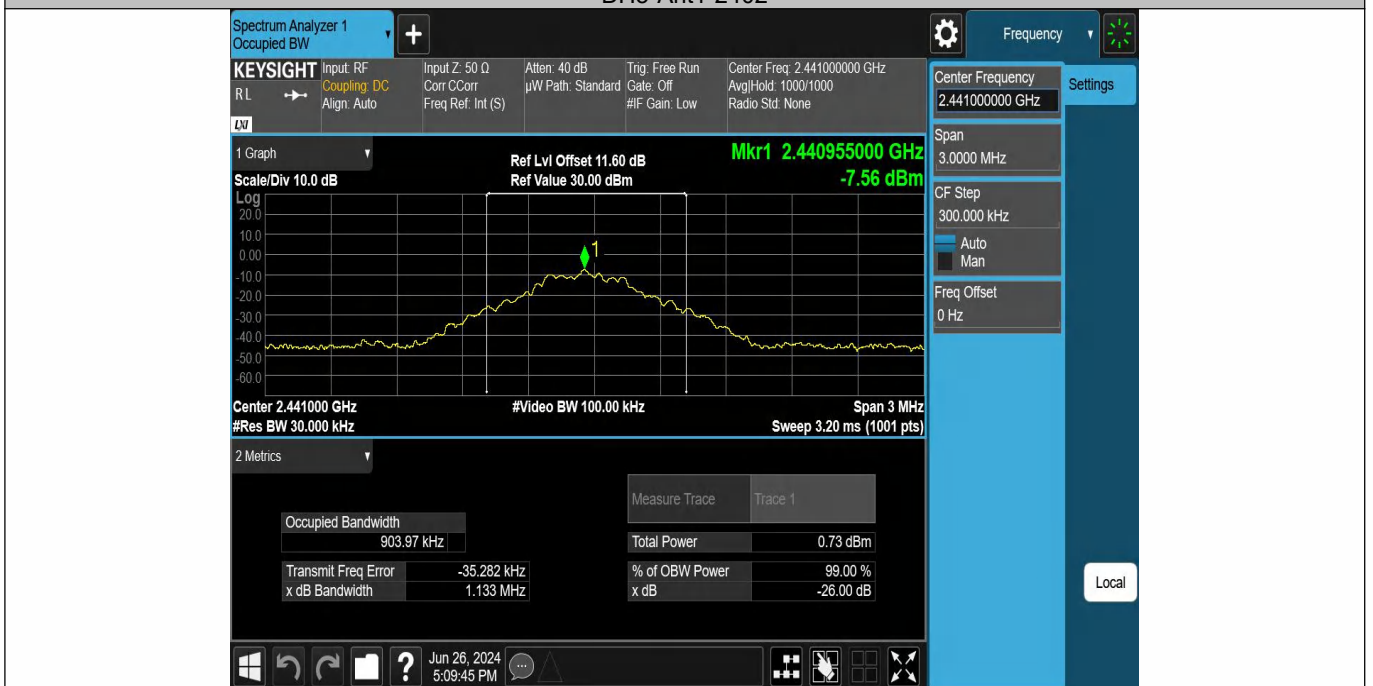 Spectrum Analyzer 1
Occupied BW
Frequency
KEYSIGHT
RL
LXI
Input: RF
Coupling: DC
Align: Auto
Input Z: 50 Ω
Corr CCorr
Freq Ref: Int (S)
Atten: 40 dB
µW Path: Standard
Trig: Free Run
Gate: Off
#IF Gain: Low
Center Freq: 2.441000000 GHz
Avg|Hold: 1000/1000
Radio Std: None
Center Frequency
2.441000000 GHz
Settings
Span
3.0000 MHz
CF Step
300.000 kHz
Auto
Man
Freq Offset
0 Hz
Local
1 Graph
Scale/Div 10.0 dB
Ref Lvl Offset 11.60 dB
Ref Value 30.00 dBm
Mkr1 2.440955000 GHz
-7.56 dBm
Log
20.0
10.0
0.00
-10.0
-20.0
-30.0
-40.0
-50.0
-60.0
1
Center 2.441000 GHz
#Res BW 30.000 kHz
#Video BW 100.00 kHz
Span 3 MHz
Sweep 3.20 ms (1001 pts)
2 Metrics
Measure Trace Trace 1
Occupied Bandwidth
903.97 kHz
Total Power 0.73 dBm
Transmit Freq Error -35.282 kHz
% of OBW Power 99.00 %
x dB Bandwidth 1.133 MHz
x dB -26.00 dB
?
Jun 26, 2024
5:09:45 PM